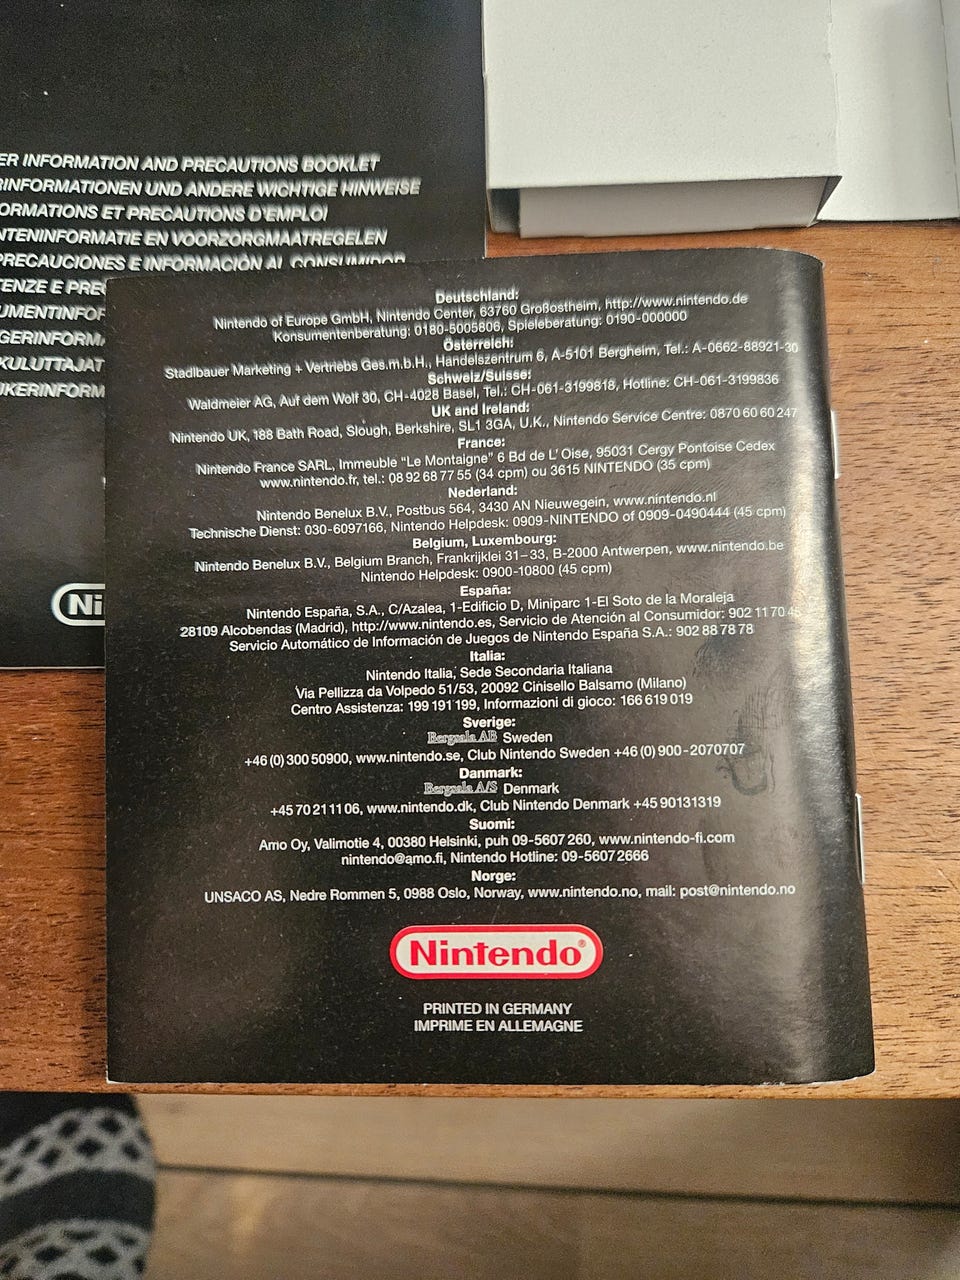 ER INFORMATION AND PRECAUTIONS BOOKLET
RINFORMATIONEN UND ANDERE WICHTIGE HINWEISE
ORMATIONS ET PRECAUTIONS D'EMPLOI
NTENINFORMATIE EN VOORZORGMAATREGELEN
PRECAUCIONES E INFORMACIÓN AL CONSUMIDOR
TENZE E PRE
UMENTINFOR
GERINFORMA
KULUTTAJAT
JKERINFORM
Ni
Deutschland:
Nintendo of Europe GmbH, Nintendo Center, 63760 Großostheim, http://www.nintendo.de
Konsumentenberatung: 0180-5005806, Spieleberatung: 0190-000000
Österreich:
Stadlbauer Marketing + Vertriebs Ges.m.b.H., Handelszentrum 6, A-5101 Bergheim, Tel.: A-0662-88921-30
Schweiz/Suisse:
Waldmeier AG, Auf dem Wolf 30, CH-4028 Basel, Tel.: CH-061-3199818, Hotline: CH-061-3199836
UK and Ireland:
Nintendo UK, 188 Bath Road, Slough, Berkshire, SL1 3GA, U.K., Nintendo Service Centre: 0870 60 60 247
France:
Nintendo France SARL, Immeuble "Le Montaigne" 6 Bd de L' Oise, 95031 Cergy Pontoise Cedex
www.nintendo.fr, tel.: 08 92 68 77 55 (34 cpm) ou 3615 NINTENDO (35 cpm)
Nederland:
Nintendo Benelux B.V., Postbus 564, 3430 AN Nieuwegein, www.nintendo.nl
Technische Dienst: 030-6097166, Nintendo Helpdesk: 0909-NINTENDO of 0909-0490444 (45 cpm)
Belgium, Luxembourg:
Nintendo Benelux B.V., Belgium Branch, Frankrijklei 31-33, B-2000 Antwerpen, www.nintendo.be
Nintendo Helpdesk: 0900-10800 (45 cpm)
España:
Nintendo España, S.A., C/Azalea, 1-Edificio D, Miniparc 1-El Soto de la Moraleja
28109 Alcobendas (Madrid), http://www.nintendo.es, Servicio de Atención al Consumidor: 902 11 70 45
Servicio Automático de Información de Juegos de Nintendo España S.A.: 902 88 78 78
Italia:
Nintendo Italia, Sede Secondaria Italiana
Via Pellizza da Volpedo 51/53, 20092 Cinisello Balsamo (Milano)
Centro Assistenza: 199 191 199, Informazioni di gioco: 166 619 019
Sverige:
Bergsala AB Sweden
+46 (0) 300 50900, www.nintendo.se, Club Nintendo Sweden +46 (0) 900-2070707
Danmark:
Bergsala A/S Denmark
+45 70 21 11 06, www.nintendo.dk, Club Nintendo Denmark +45 90131319
Suomi:
Amo Oy, Valimotie 4, 00380 Helsinki, puh 09-5607 260, www.nintendo-fi.com
nintendo@amo.fi, Nintendo Hotline: 09-5607 2666
Norge:
UNSACO AS, Nedre Rommen 5, 0988 Oslo, Norway, www.nintendo.no, mail: post@nintendo.no
Nintendo®
PRINTED IN GERMANY
IMPRIME EN ALLEMAGNE